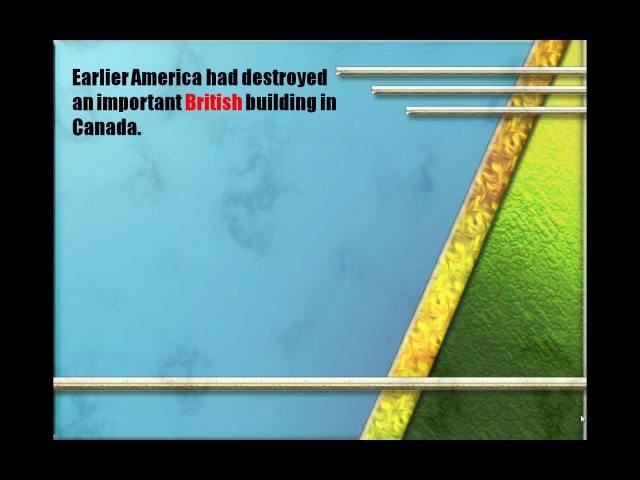 Earlier America had destroyed
an important British building in
Canada.